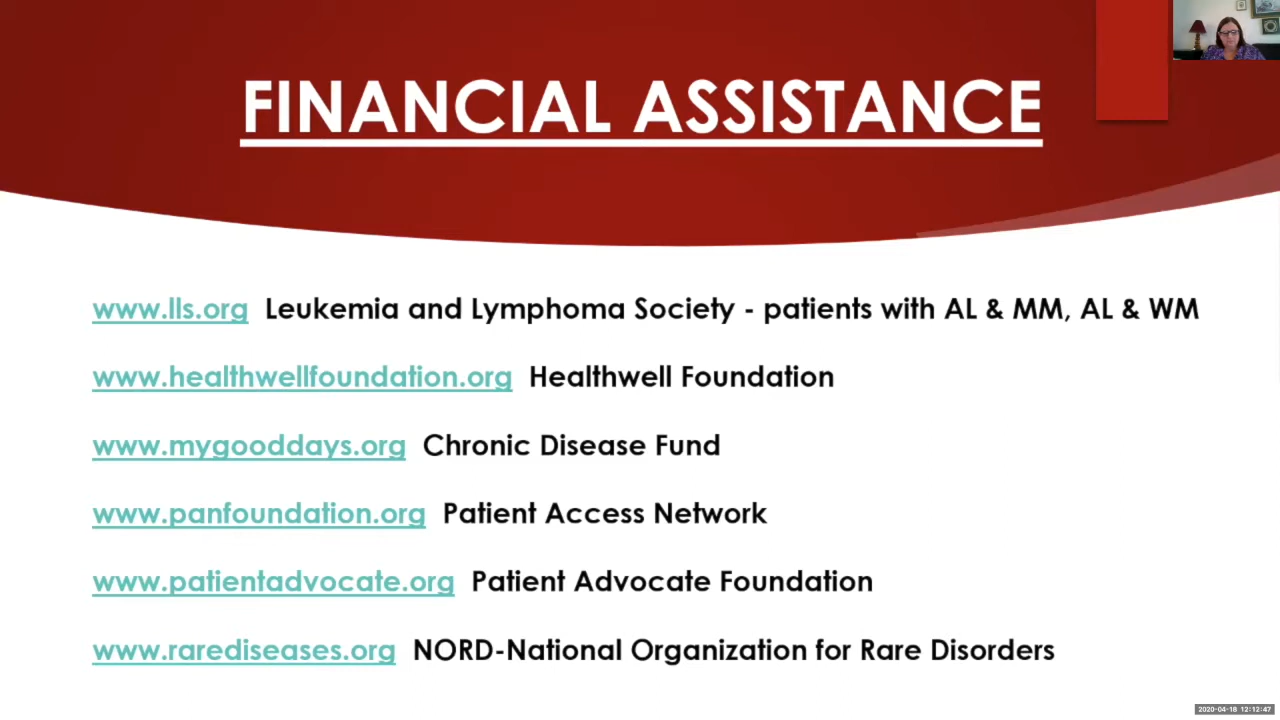 FINANCIAL ASSISTANCE
www.lls.org Leukemia and Lymphoma Society - patients with AL & MM, AL & WM
www.healthwellfoundation.org Healthwell Foundation
www.mygooddays.org Chronic Disease Fund
www.panfoundation.org Patient Access Network
www.patientadvocate.org Patient Advocate Foundation
www.rarediseases.org NORD-National Organization for Rare Disorders
2020-04-18 12:12:47